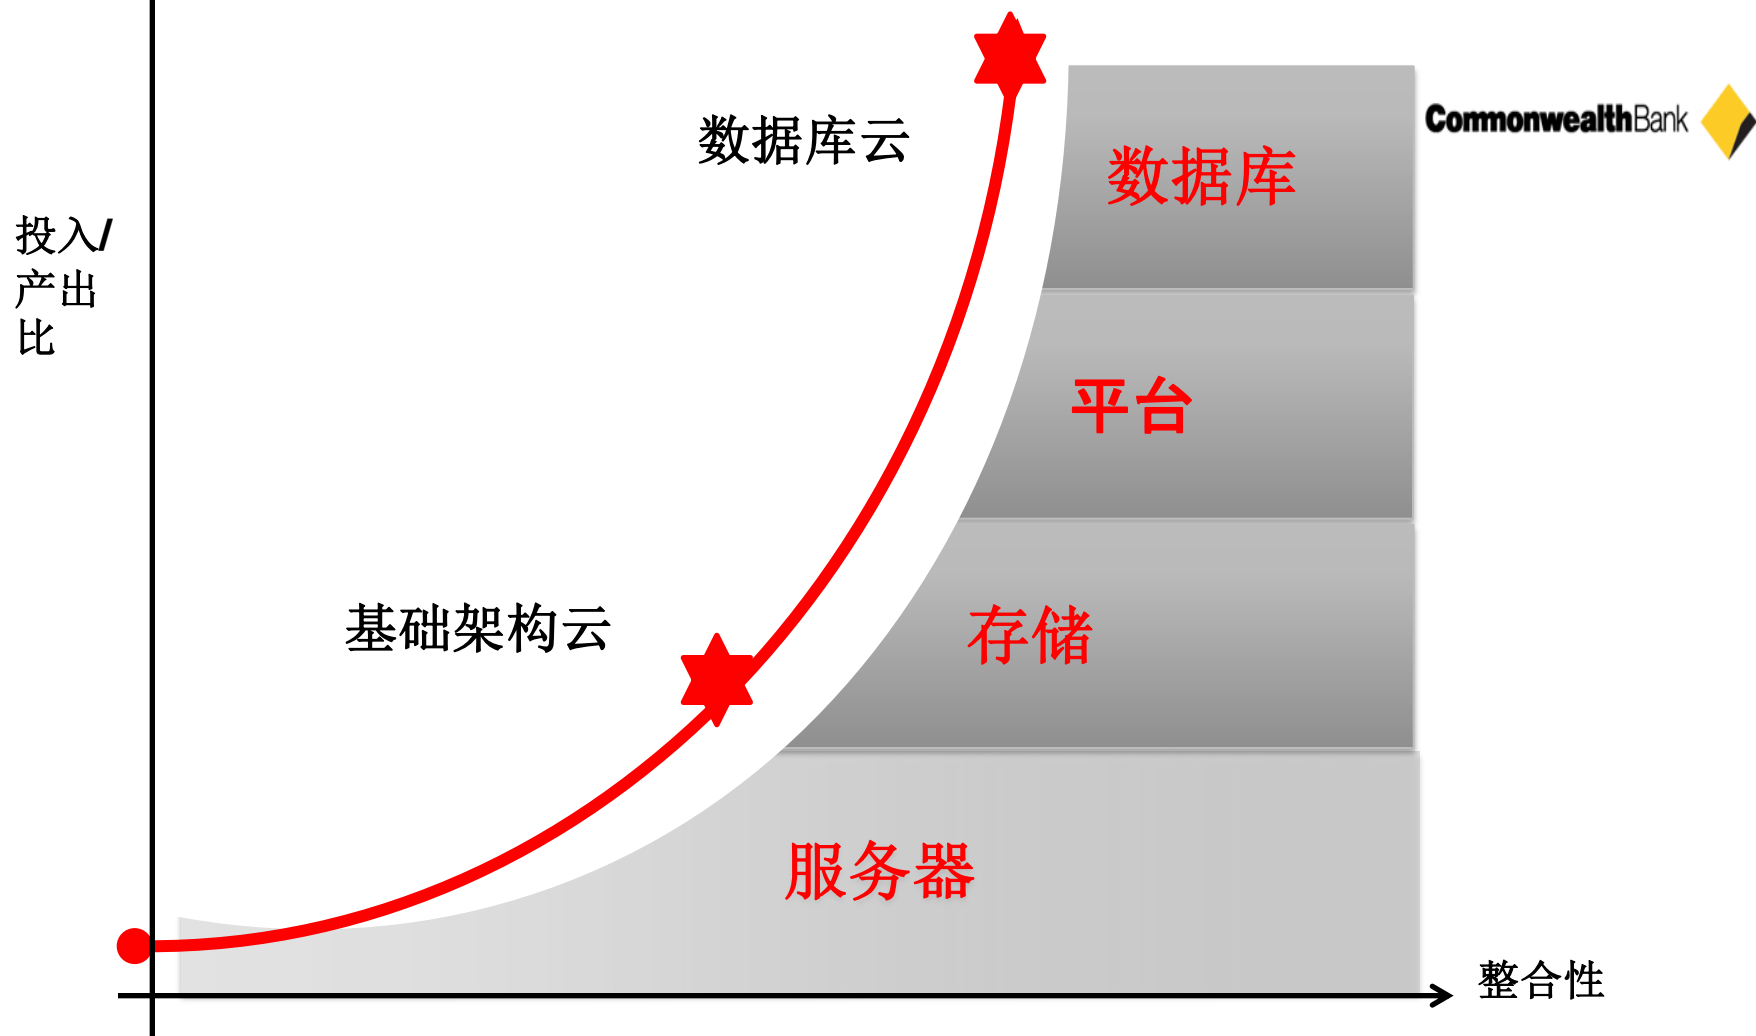 数据库云
数据库
CommonwealthBank
投入/
产出
比
平台
基础架构云
存储
服务器
整合性